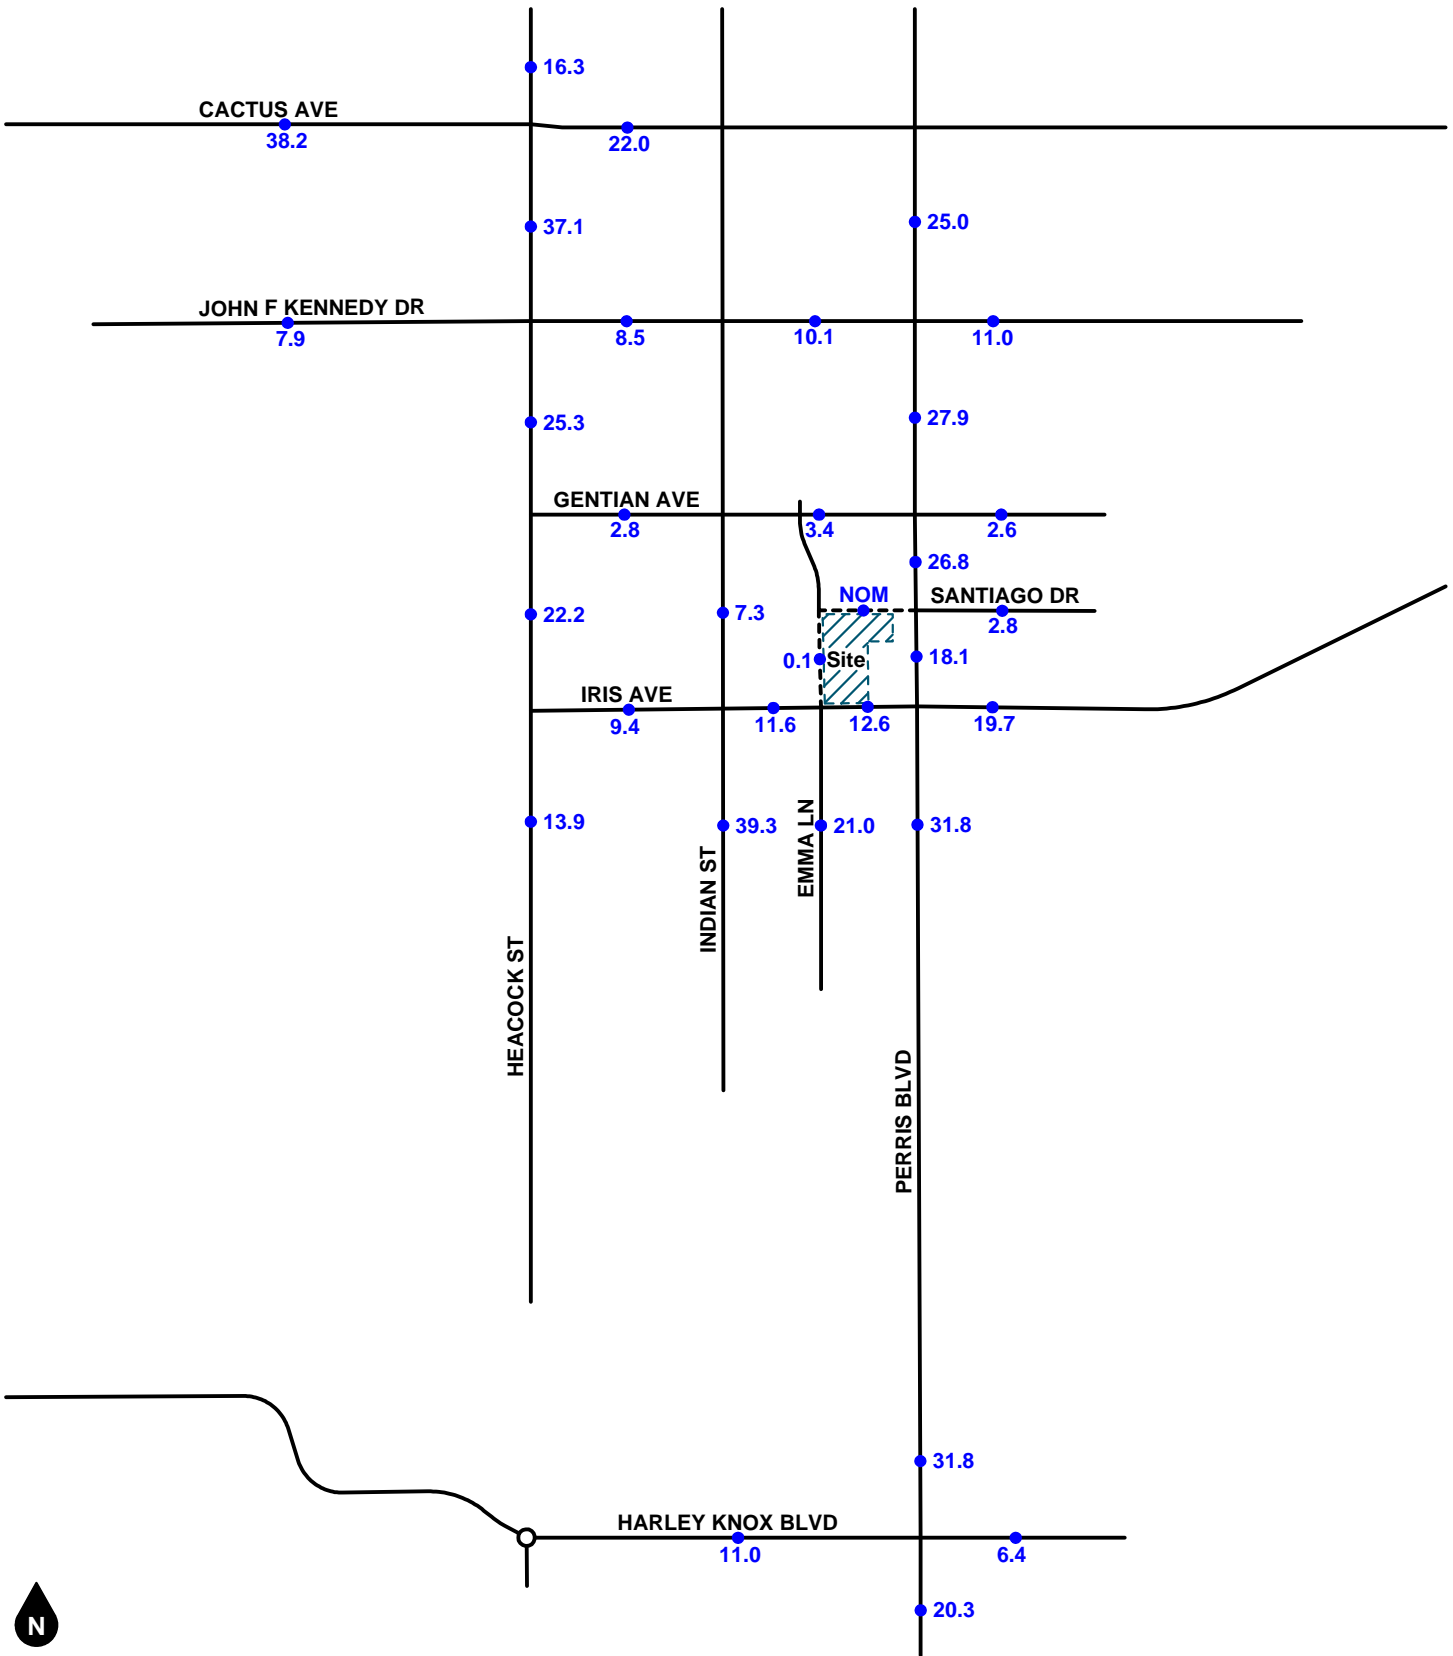 16.3
CACTUS AVE
38.2
22.0
37.1
25.0
JOHN F KENNEDY DR
7.9
8.5
10.1
11.0
25.3
27.9
GENTIAN AVE
2.8
3.4
2.6
26.8
NOM
SANTIAGO DR
22.2
7.3
2.8
0.1
Site
18.1
IRIS AVE
9.4
11.6
12.6
19.7
13.9
39.3
EMMA LN
21.0
31.8
INDIAN ST
HEACOCK ST
PERRIS BLVD
31.8
HARLEY KNOX BLVD
11.0
6.4
20.3
N